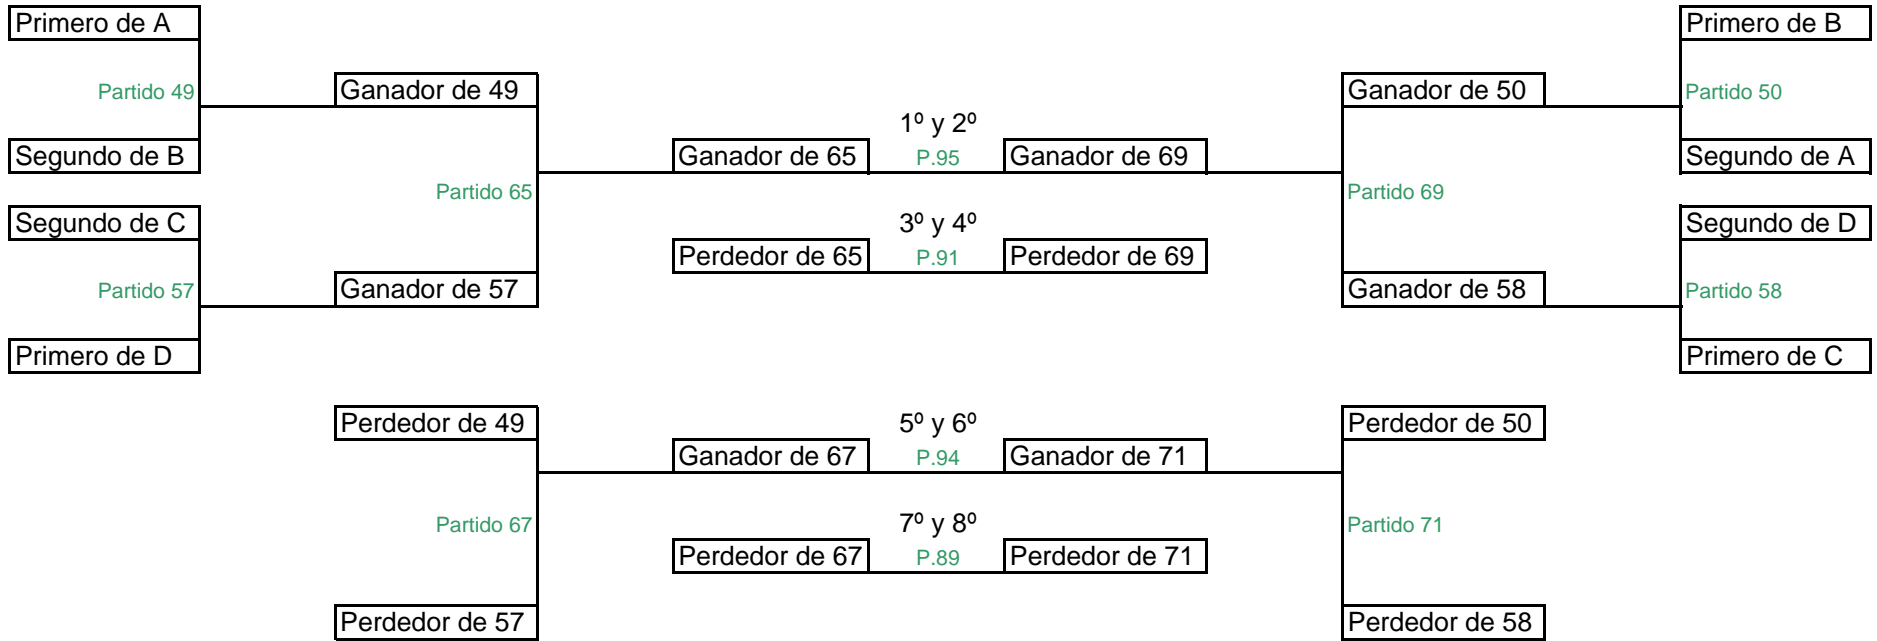 Primero de A
Primero de B
Partido 49
Ganador de 49
Ganador de 50
Partido 50
1º y 2º
Segundo de B
Ganador de 65
P.95
Ganador de 69
Segundo de A
Partido 65
Partido 69
Segundo de C
3º y 4º
Segundo de D
Perdedor de 65
P.91
Perdedor de 69
Partido 57
Ganador de 57
Ganador de 58
Partido 58
Primero de D
Primero de C
Perdedor de 49
5º y 6º
Perdedor de 50
Ganador de 67
P.94
Ganador de 71
Partido 67
7º y 8º
Partido 71
Perdedor de 67
P.89
Perdedor de 71
Perdedor de 57
Perdedor de 58